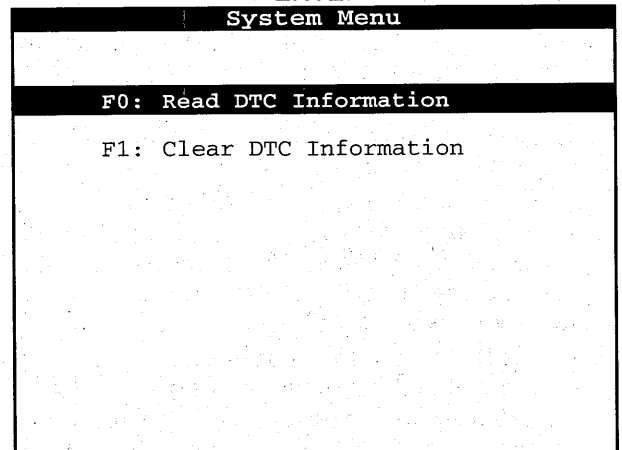 System Menu
F0: Read DTC Information
F1: Clear DTC Information